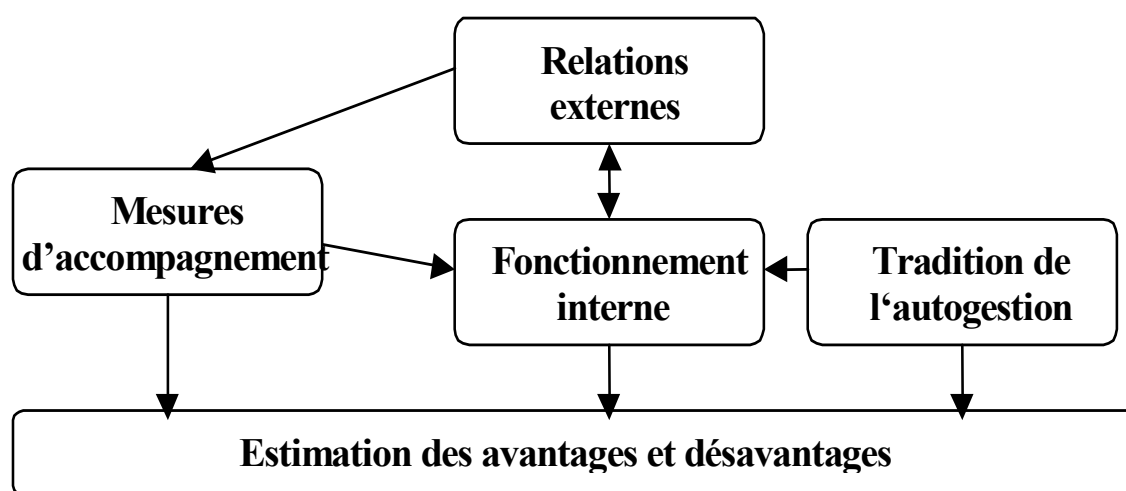 Relations
externes
Mesures
d’accompagnement
Fonctionnement
interne
Tradition de
l‘autogestion
Estimation des avantages et désavantages